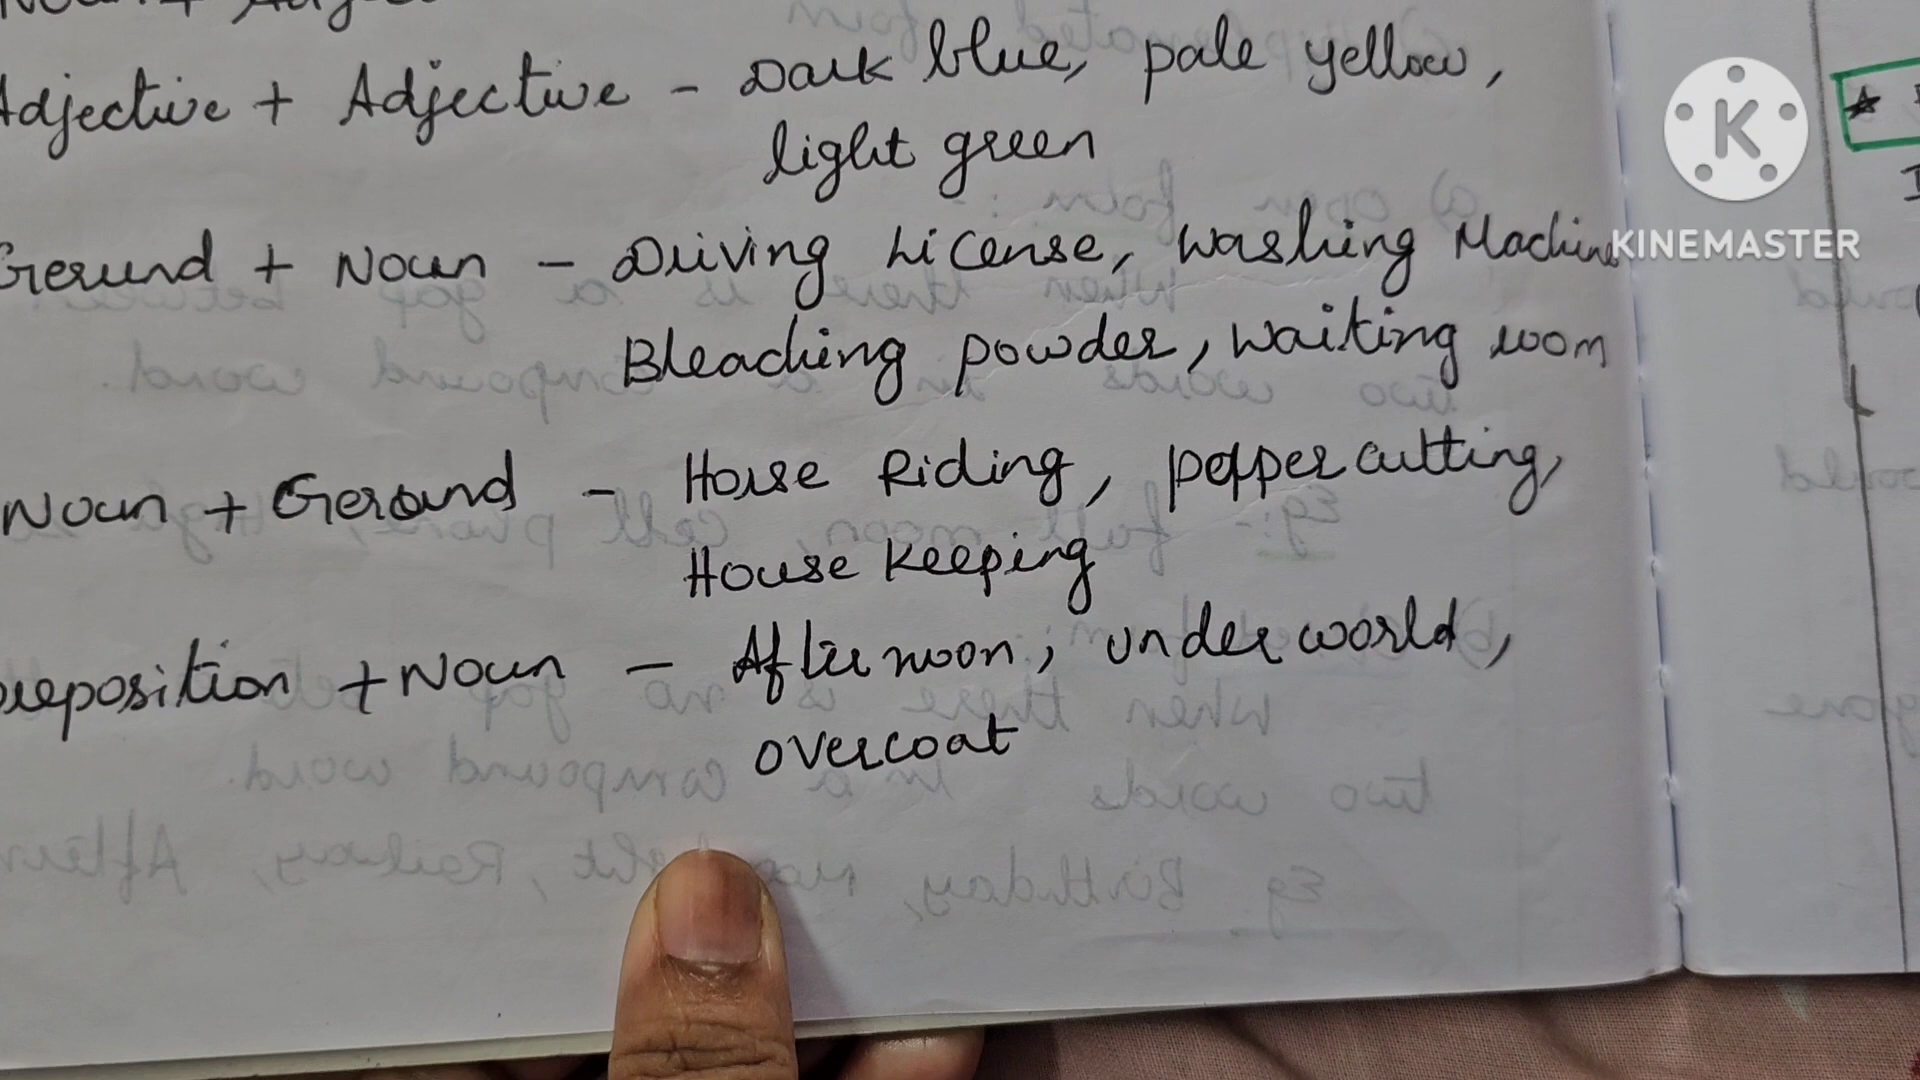 Adjective + Adjective - Dark blue, pale yellow,
light green
Gerund + Noun - Driving License, Washing Machine
Bleaching powder, Waiting room
Noun + Gerund - Horse Riding, pepper cutting,
House Keeping
preposition + Noun - Afternoon, underworld,
overcoat
KINEMASTER